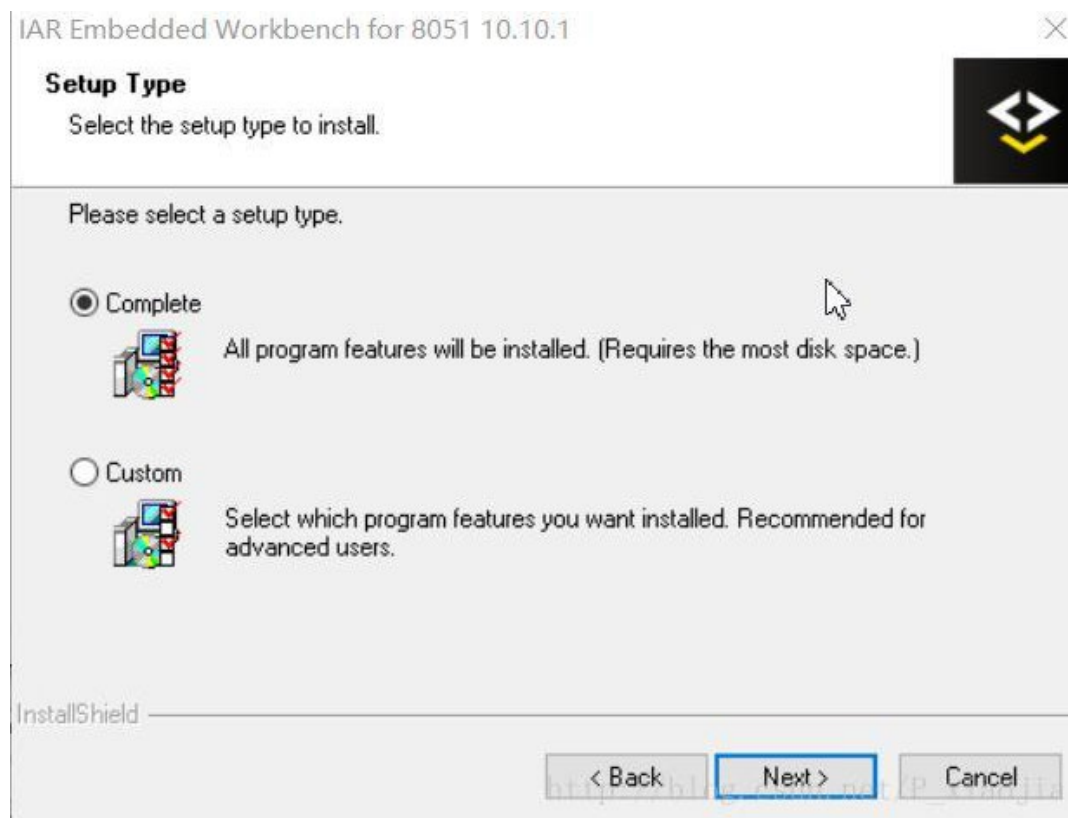 IAR Embedded Workbench for 8051 10.10.1
Setup Type
Select the setup type to install.
Please select a setup type.
Complete
All program features will be installed. (Requires the most disk space.)
Custom
Select which program features you want installed. Recommended for
advanced users.
InstallShield
< Back
Next >
Cancel